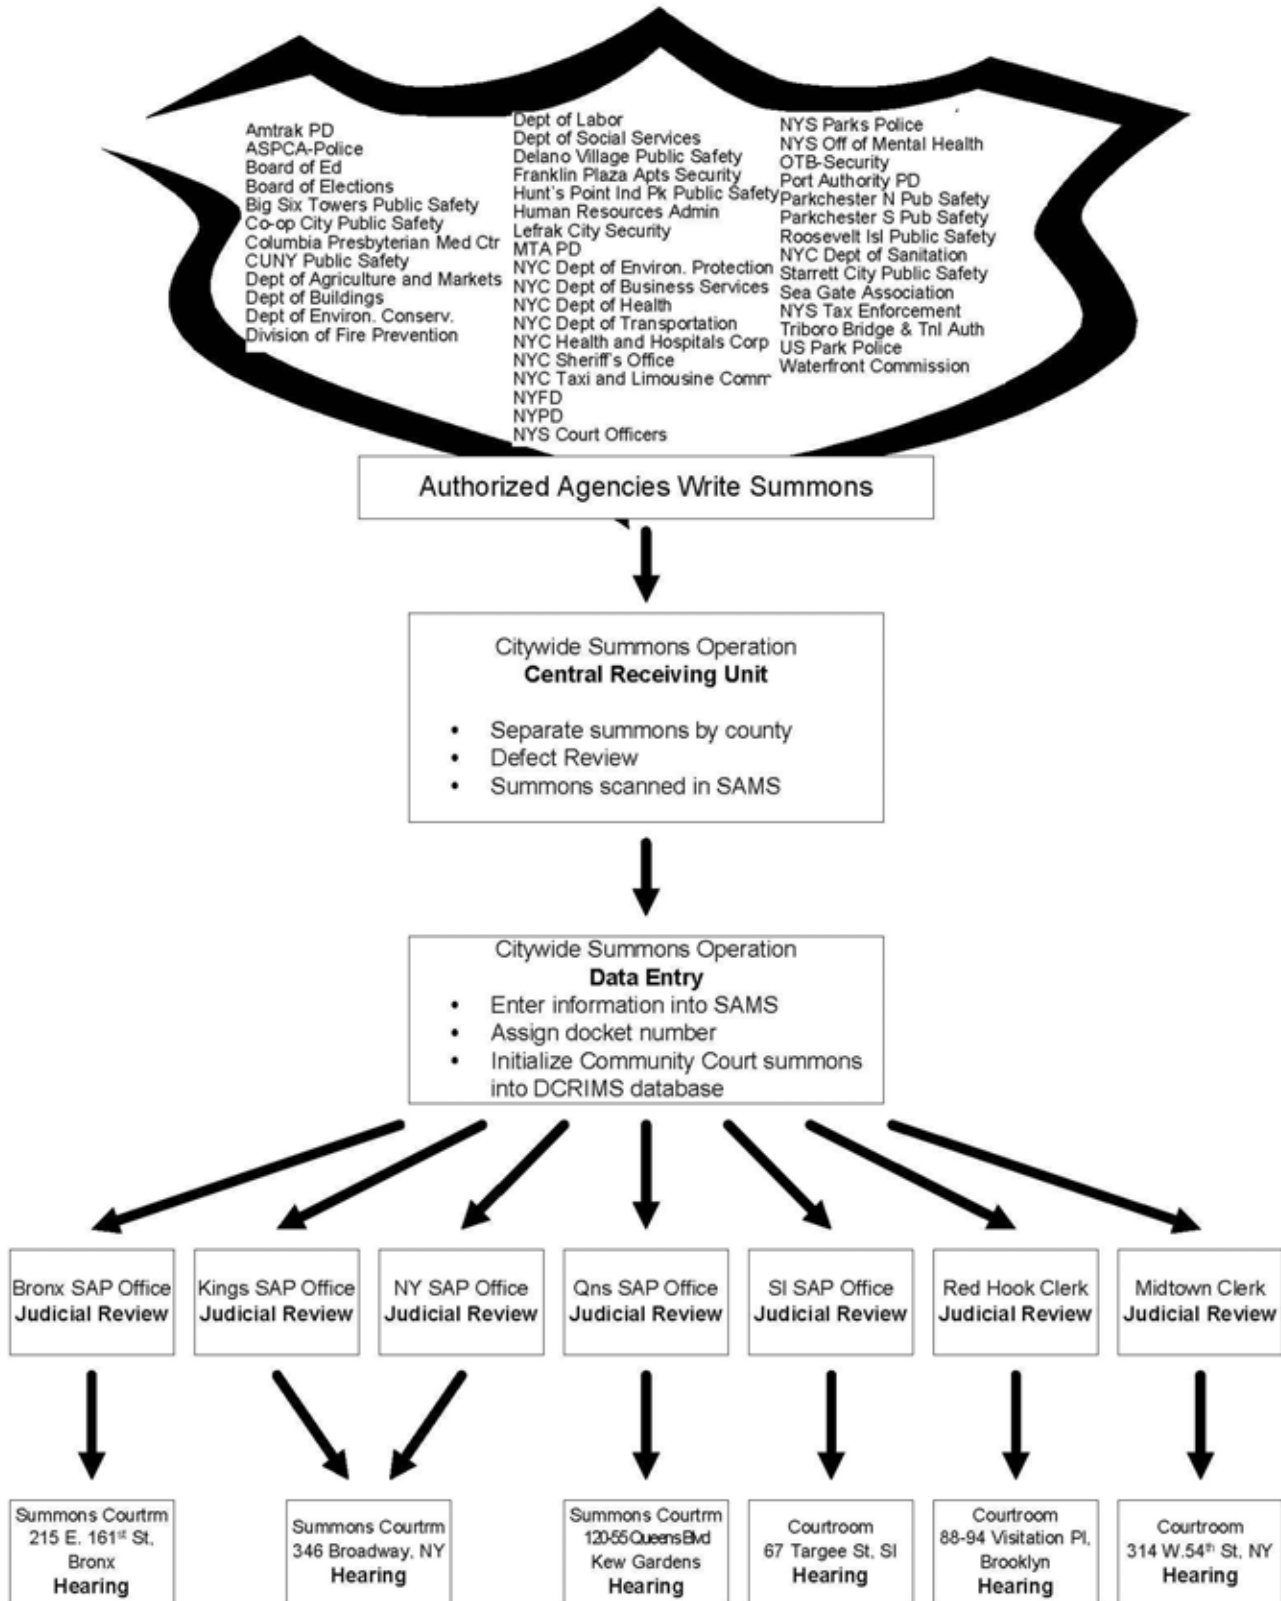 Amtrak PD
ASPCA-Police
Board of Ed
Board of Elections
Big Six Towers Public Safety
Co-op City Public Safety
Columbia Presbyterian Med Ctr
CUNY Public Safety
Dept of Agriculture and Markets
Dept of Buildings
Dept of Environ. Conserv.
Division of Fire Prevention
Dept of Labor
Dept of Social Services
Delano Village Public Safety
Franklin Plaza Apts Security
Hunt's Point Ind Pk Public Safety
Human Resources Admin
Lefrak City Security
MTA PD
NYC Dept of Environ. Protection
NYC Dept of Business Services
NYC Dept of Health
NYC Dept of Transportation
NYC Health and Hospitals Corp
NYC Sheriff's Office
NYC Taxi and Limousine Comm
NYFD
NYPD
NYS Court Officers
NYS Parks Police
NYS Off of Mental Health
OTB-Security
Port Authority PD
Parkchester N Pub Safety
Parkchester S Pub Safety
Roosevelt Isl Public Safety
NYC Dept of Sanitation
Starrett City Public Safety
Sea Gate Association
NYS Tax Enforcement
Triboro Bridge & Tnl Auth
US Park Police
Waterfront Commission
Authorized Agencies Write Summons
Citywide Summons Operation
Central Receiving Unit
• Separate summons by county
• Defect Review
• Summons scanned in SAMS
Citywide Summons Operation
Data Entry
• Enter information into SAMS
• Assign docket number
• Initialize Community Court summons
into DCRIMS database
Bronx SAP Office
Judicial Review
Kings SAP Office
Judicial Review
NY SAP Office
Judicial Review
Qns SAP Office
Judicial Review
SI SAP Office
Judicial Review
Red Hook Clerk
Judicial Review
Midtown Clerk
Judicial Review
Summons Courtrm
215 E. 161st St,
Bronx
Hearing
Summons Courtrm
346 Broadway, NY
Hearing
Summons Courtrm
120-55 Queens Blvd
Kew Gardens
Hearing
Courtroom
67 Targee St, SI
Hearing
Courtroom
88-94 Visitation Pl,
Brooklyn
Hearing
Courtroom
314 W.54th St, NY
Hearing